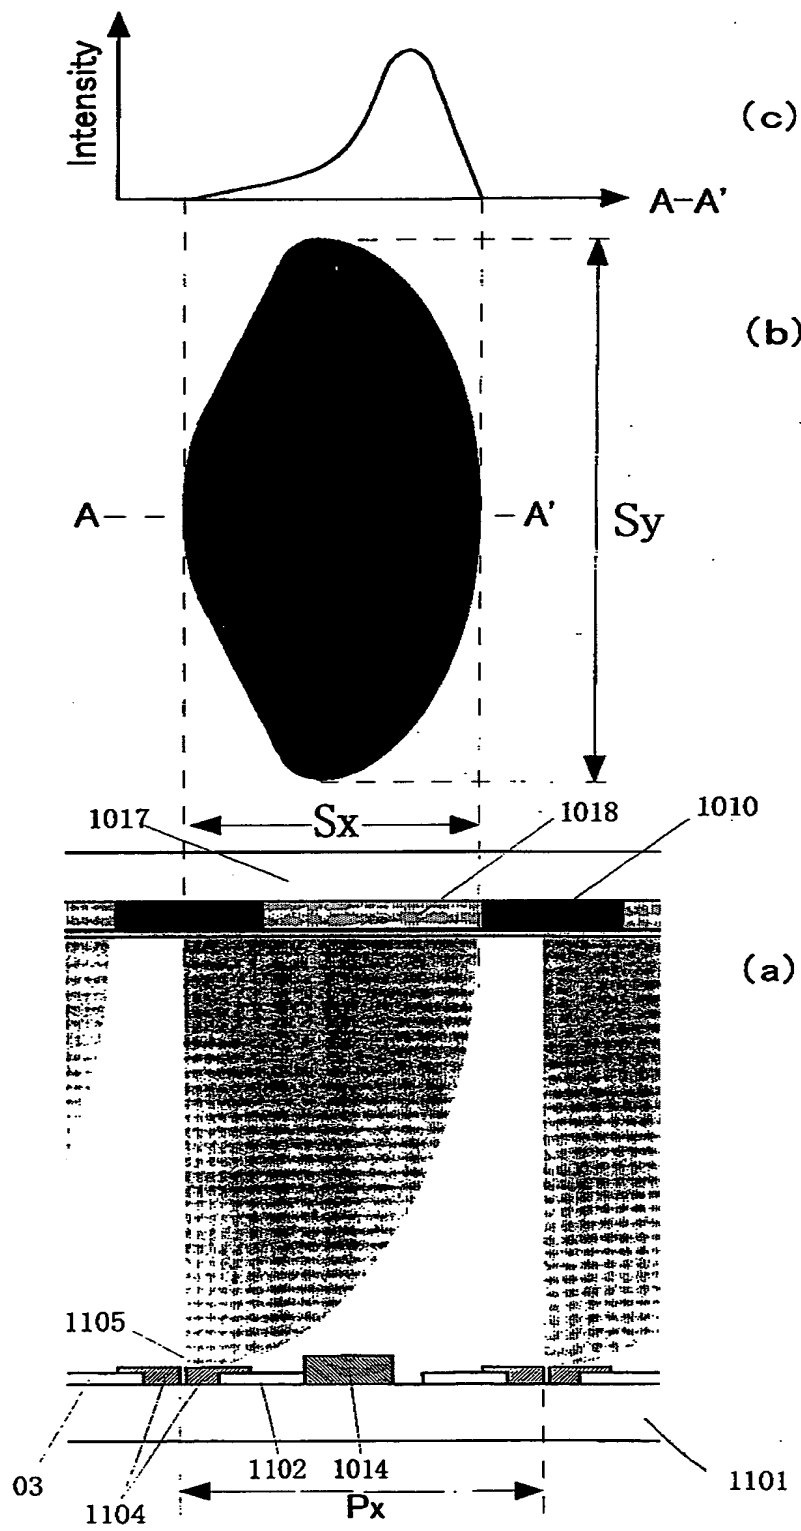 Intensity
(c)
A-A'
(b)
A
A'
Sy
Sx
1017
1018
1010
(a)
1105
03
1104
1102
1014
1101
Px